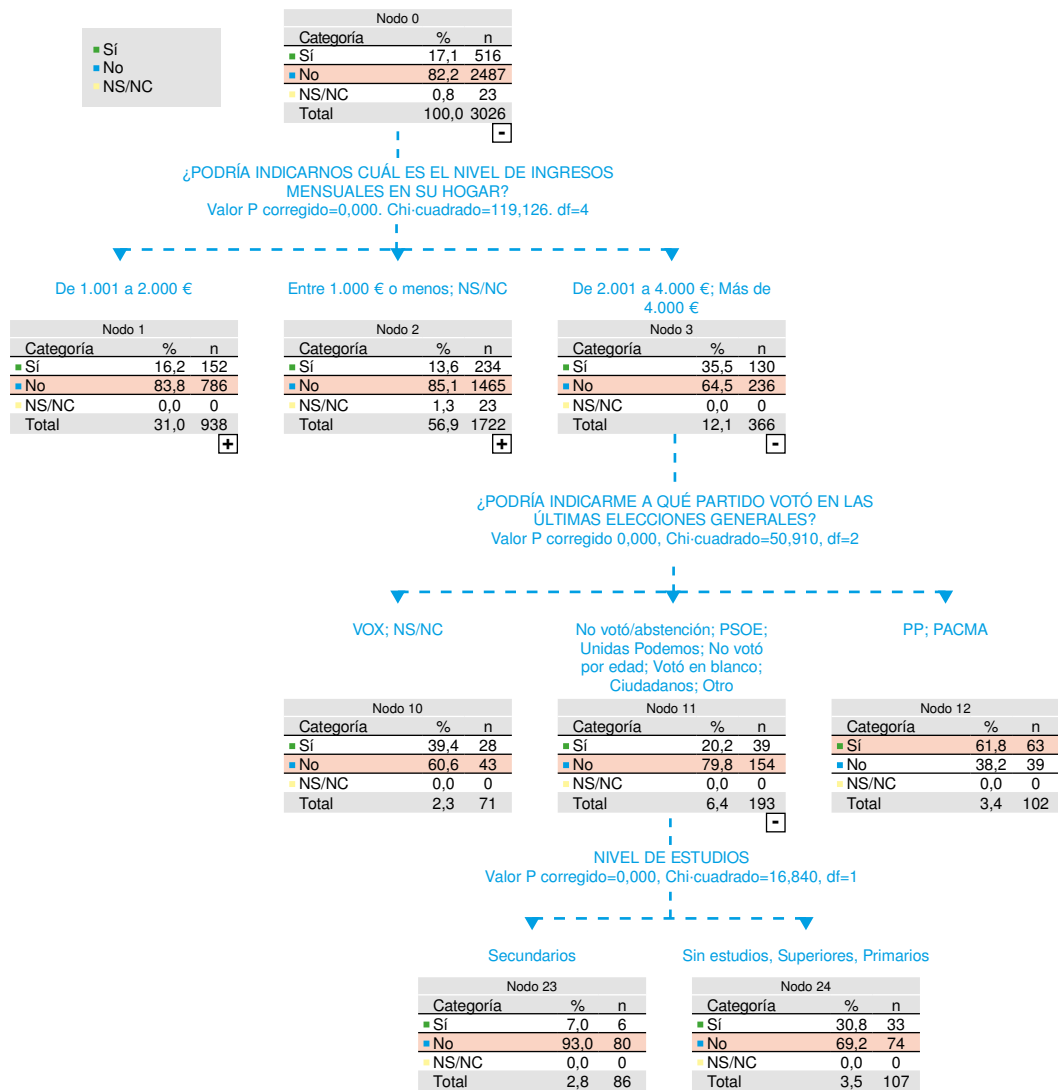 Sí
No
NS/NC
Nodo 0
Categoría % n
Sí 17,1 516
No 82,2 2487
NS/NC 0,8 23
Total 100,0 3026
-
¿PODRÍA INDICARNOS CUÁL ES EL NIVEL DE INGRESOS
MENSUALES EN SU HOGAR?
Valor P corregido=0,000. Chi-cuadrado=119,126. df=4
De 1.001 a 2.000 €
Nodo 1
Categoría % n
Sí 16,2 152
No 83,8 786
NS/NC 0,0 0
Total 31,0 938
+
Entre 1.000 € o menos; NS/NC
Nodo 2
Categoría % n
Sí 13,6 234
No 85,1 1465
NS/NC 1,3 23
Total 56,9 1722
+
De 2.001 a 4.000 €; Más de
4.000 €
Nodo 3
Categoría % n
Sí 35,5 130
No 64,5 236
NS/NC 0,0 0
Total 12,1 366
-
¿PODRÍA INDICARME A QUÉ PARTIDO VOTÓ EN LAS
ÚLTIMAS ELECCIONES GENERALES?
Valor P corregido 0,000, Chi-cuadrado=50,910, df=2
VOX; NS/NC
Nodo 10
Categoría % n
Sí 39,4 28
No 60,6 43
NS/NC 0,0 0
Total 2,3 71
No votó/abstención; PSOE;
Unidas Podemos; No votó
por edad; Votó en blanco;
Ciudadanos; Otro
Nodo 11
Categoría % n
Sí 20,2 39
No 79,8 154
NS/NC 0,0 0
Total 6,4 193
-
PP; PACMA
Nodo 12
Categoría % n
Sí 61,8 63
No 38,2 39
NS/NC 0,0 0
Total 3,4 102
NIVEL DE ESTUDIOS
Valor P corregido=0,000, Chi-cuadrado=16,840, df=1
Secundarios
Nodo 23
Categoría % n
Sí 7,0 6
No 93,0 80
NS/NC 0,0 0
Total 2,8 86
Sin estudios, Superiores, Primarios
Nodo 24
Categoría % n
Sí 30,8 33
No 69,2 74
NS/NC 0,0 0
Total 3,5 107